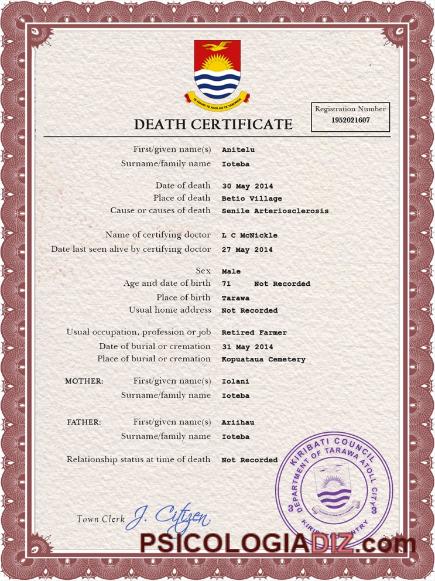 DEATH CERTIFICATE
Registration Number
1952021607
First/given name(s) Anitelu
Surname/family name Ioteba
Date of death 30 May 2014
Place of death Betio Village
Cause or causes of death Senile Arteriosclerosis
Name of certifying doctor L C McNickle
Date last seen alive by certifying doctor 27 May 2014
Sex Male
Age and date of birth 71 Not Recorded
Place of birth Tarawa
Usual home address Not Recorded
Usual occupation, profession or job Retired Farmer
Date of burial or cremation 31 May 2014
Place of burial or cremation Kopuataua Cemetery
MOTHER: First/given name(s) Iolani
Surname/family name Ioteba
FATHER: First/given name(s) Ariihau
Surname/family name Ioteba
Relationship status at time of death Not Recorded
KIRIBATI COUNCIL
DEPARTMENT OF TARAWA ATOLL CITY
Town Clerk J. Citizen
PSICOLOGIADIZ.com